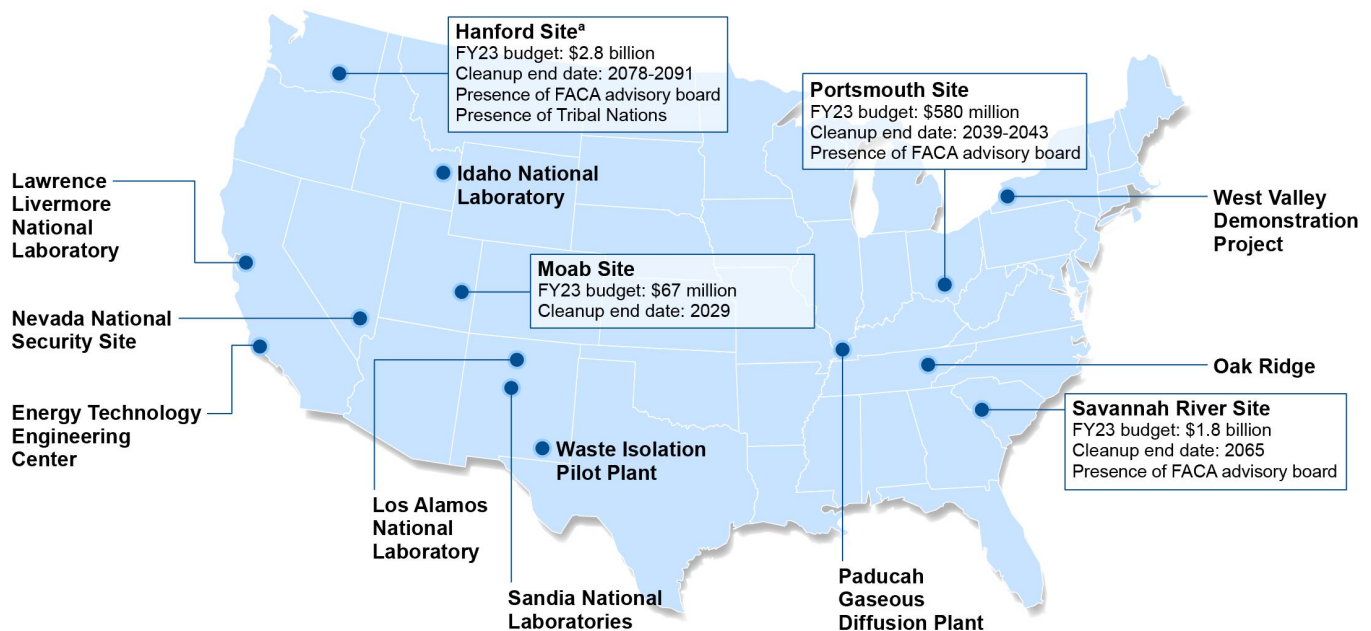 Hanford Siteᵃ
FY23 budget: $2.8 billion
Cleanup end date: 2078-2091
Presence of FACA advisory board
Presence of Tribal Nations
Portsmouth Site
FY23 budget: $580 million
Cleanup end date: 2039-2043
Presence of FACA advisory board
Lawrence
Livermore
National
Laboratory
Idaho National
Laboratory
West Valley
Demonstration
Project
Moab Site
FY23 budget: $67 million
Cleanup end date: 2029
Nevada National
Security Site
Oak Ridge
Energy Technology
Engineering
Center
Savannah River Site
FY23 budget: $1.8 billion
Cleanup end date: 2065
Presence of FACA advisory board
Waste Isolation
Pilot Plant
Los Alamos
National
Laboratory
Sandia National
Laboratories
Paducah
Gaseous
Diffusion Plant